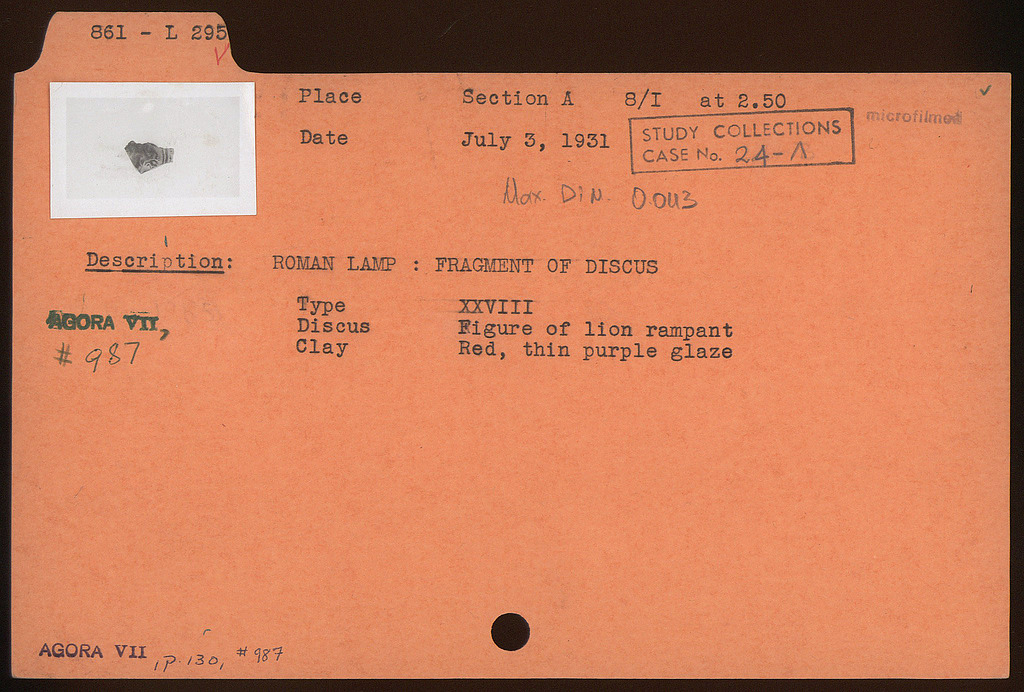 861 - L 295
Place Section A 8/I at 2.50
microfilmed
Date July 3, 1931
STUDY COLLECTIONS
CASE No. 24-Λ
Max. Dim. 0.043
Description: ROMAN LAMP : FRAGMENT OF DISCUS
Type XXVIII
AGORA VII,
Discus Figure of lion rampant
# 987
Clay Red, thin purple glaze
AGORA VII, p. 130, #987